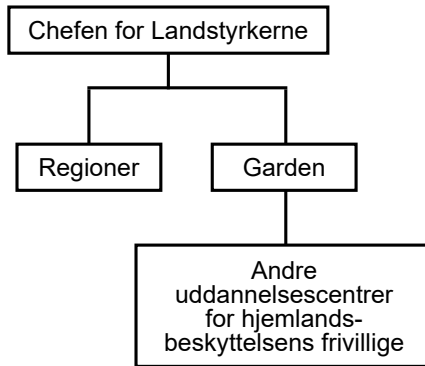 Chefen for Landstyrkerne
Regioner
Garden
Andre
uddannelsescentrer
for hjemlands-
beskyttelsens frivillige